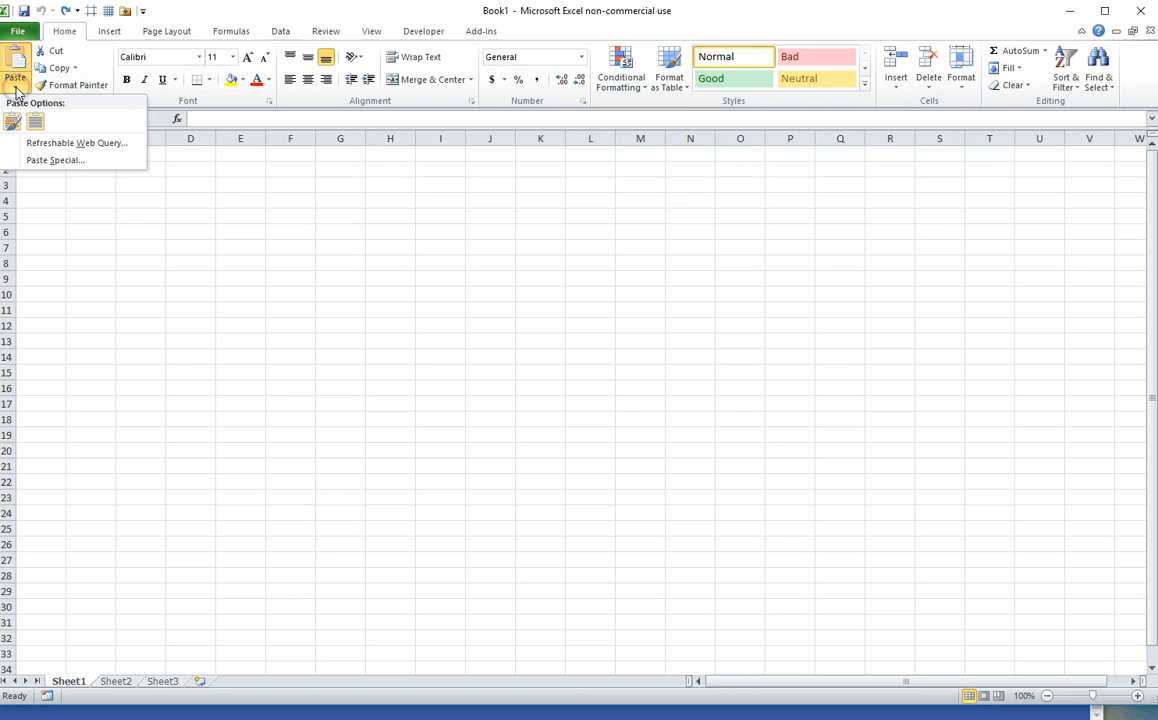 Book1 - Microsoft Excel non-commercial use
File Home Insert Page Layout Formulas Data Review View Developer Add-Ins
Paste
Cut
Copy
Format Painter
Calibri 11
B I U A
Font
Wrap Text
Merge & Center
Alignment
General
$ % ,
Number
Conditional Formatting
Format as Table
Normal Bad
Good Neutral
Styles
Insert Delete Format
Cells
Σ AutoSum
Fill
Clear
Sort & Filter
Find & Select
Editing
Paste Options:
Refreshable Web Query...
Paste Special...
fx
D E F G H I J K L M N O P Q R S T U V W
2
3
4
5
6
7
8
9
10
11
12
13
14
15
16
17
18
19
20
21
22
23
24
25
26
27
28
29
30
31
32
33
34
Sheet1 Sheet2 Sheet3
Ready 100%